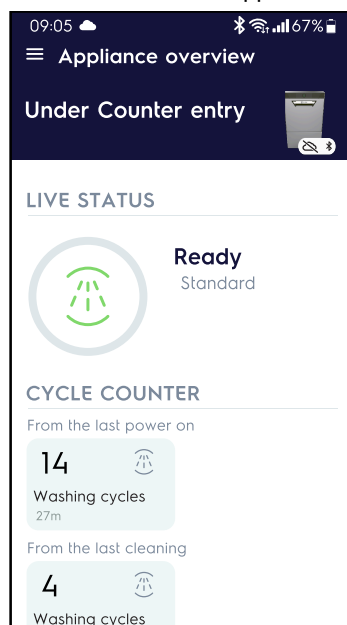 09:05 67%
Appliance overview
Under Counter entry
LIVE STATUS
Ready
Standard
CYCLE COUNTER
From the last power on
14
Washing cycles
27m
From the last cleaning
4
Washing cycles